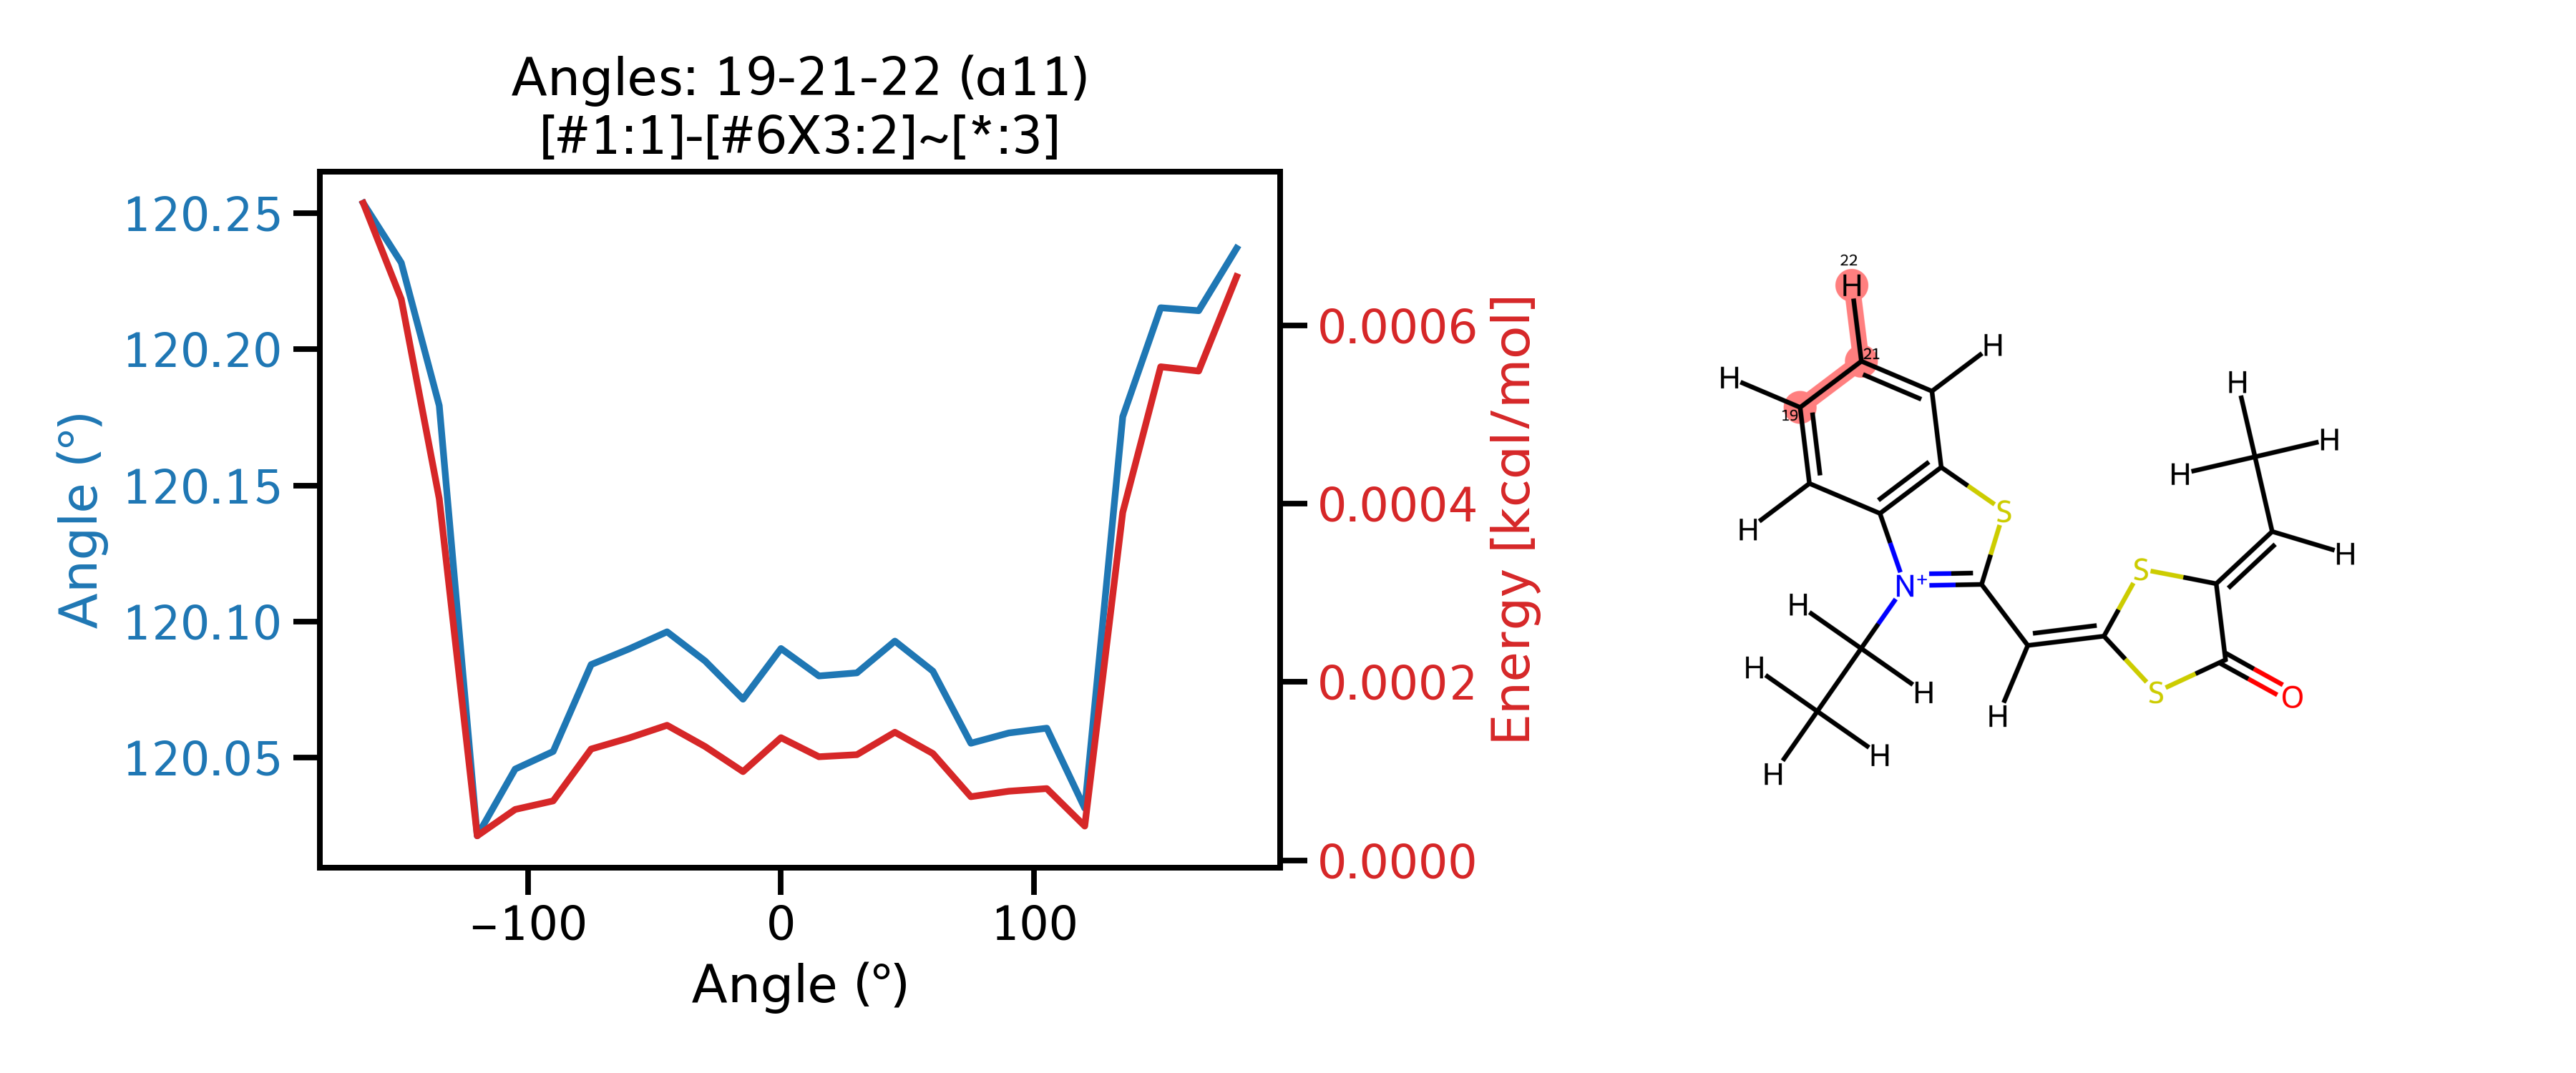 Angles: 19-21-22 (a11)
[#1:1]-[#6X3:2]~[*:3]
120.25
120.20
120.15
120.10
120.05
Angle (°)
−100
0
100
Angle (°)
0.0006
0.0004
0.0002
0.0000
Energy [kcal/mol]
22
H
21
H
H
19
H
H
H
H
S
H
S
H
N+
H
H
S
O
H
H
H
H